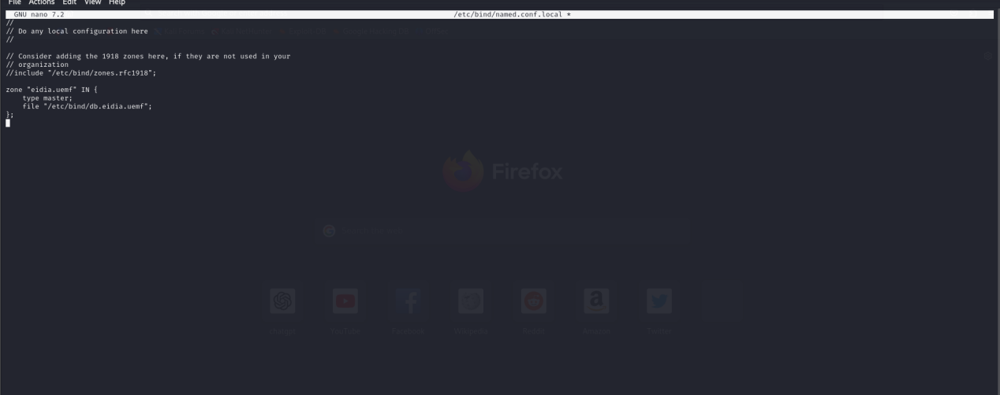 File Actions Edit View Help
GNU nano 7.2 /etc/bind/named.conf.local *
//
// Do any local configuration here
//
// Consider adding the 1918 zones here, if they are not used in your
// organization
//include "/etc/bind/zones.rfc1918";
zone "eidia.uemf" IN {
    type master;
    file "/etc/bind/db.eidia.uemf";
};
Firefox
YouTube
Facebook
Wikipedia
Reddit
Amazon
Twitter